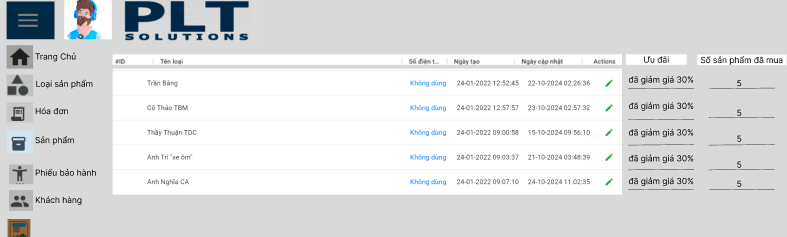 PLT
SOLUTIONS
Trang Chủ
Loại sản phẩm
Hóa đơn
Sản phẩm
Phiếu bảo hành
Khách hàng
#ID Tên loại Số điện t... Ngày tạo Ngày cập nhật Actions Ưu đãi Số sản phẩm đã mua
Trần Bằng Không dùng 24-01-2022 12:52:45 22-10-2024 02:26:36 đã giảm giá 30% 5
Cô Thảo TBM Không dùng 24-01-2022 12:57:57 23-10-2024 02:57:32 đã giảm giá 30% 5
Thầy Thuận TDC Không dùng 24-01-2022 09:00:58 15-10-2024 09:56:10 đã giảm giá 30% 5
Anh Trí "xe ôm" Không dùng 24-01-2022 09:03:37 21-10-2024 03:48:39 đã giảm giá 30% 5
Anh Nghĩa CA Không dùng 24-01-2022 09:07:10 24-10-2024 11:02:35 đã giảm giá 30% 5